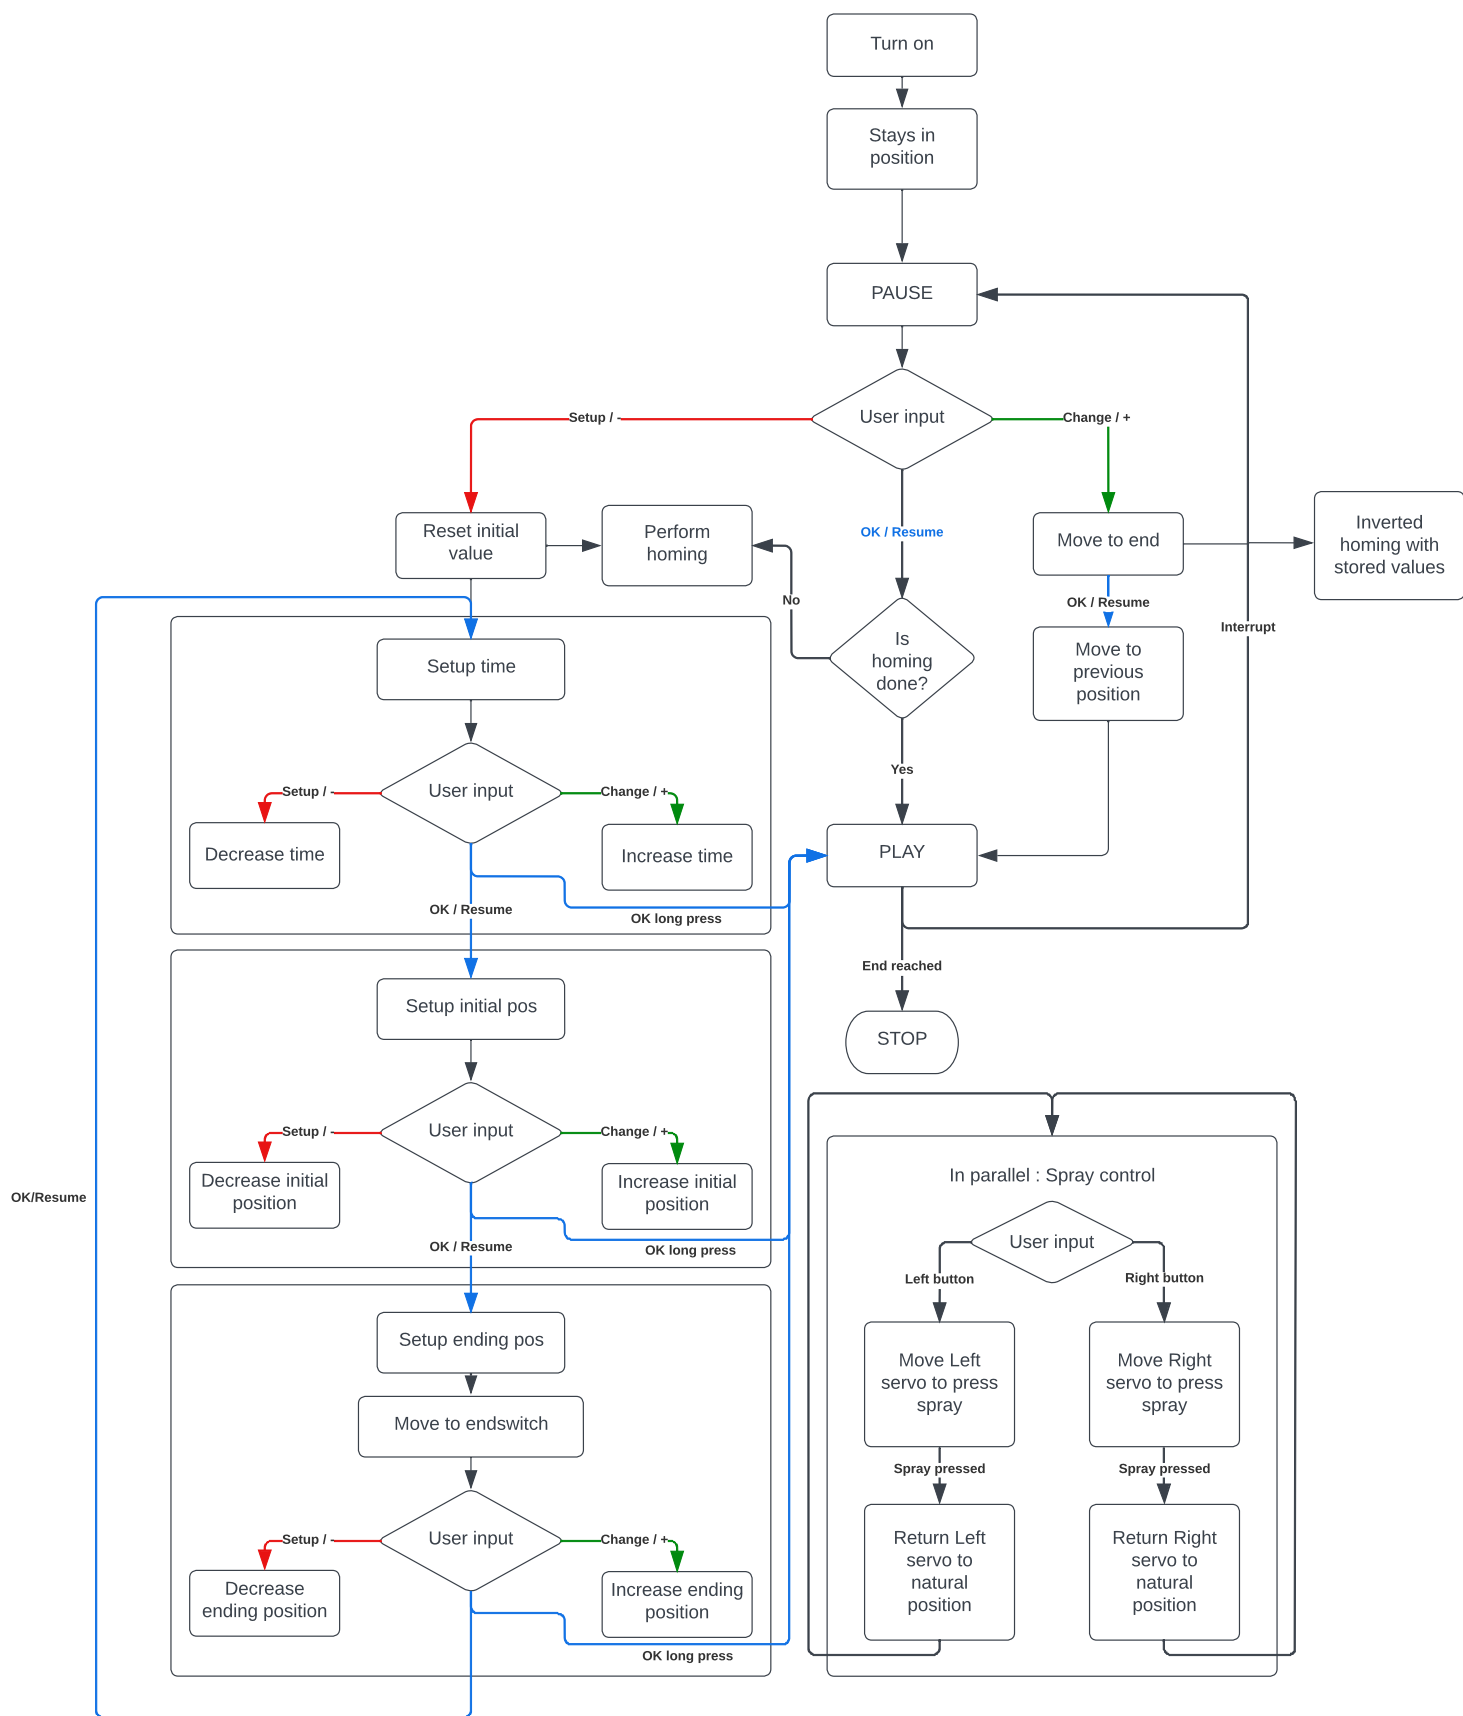 Turn on
Stays in
position
PAUSE
User input
Setup / -
Change / +
OK / Resume
Reset initial
value
Perform
homing
Move to end
Inverted
homing with
stored values
No
OK / Resume
Interrupt
Is
homing
done?
Move to
previous
position
Setup time
Yes
User input
Setup / -
Change / +
Decrease time
Increase time
PLAY
OK / Resume
OK long press
End reached
Setup initial pos
STOP
User input
Setup / -
Change / +
Decrease initial
position
Increase initial
position
OK/Resume
OK / Resume
OK long press
In parallel : Spray control
User input
Left button
Right button
Setup ending pos
Move to endswitch
Move Left
servo to press
spray
Move Right
servo to press
spray
Spray pressed
Spray pressed
User input
Setup / -
Change / +
Decrease
ending position
Increase ending
position
OK long press
Return Left
servo to
natural
position
Return Right
servo to
natural
position